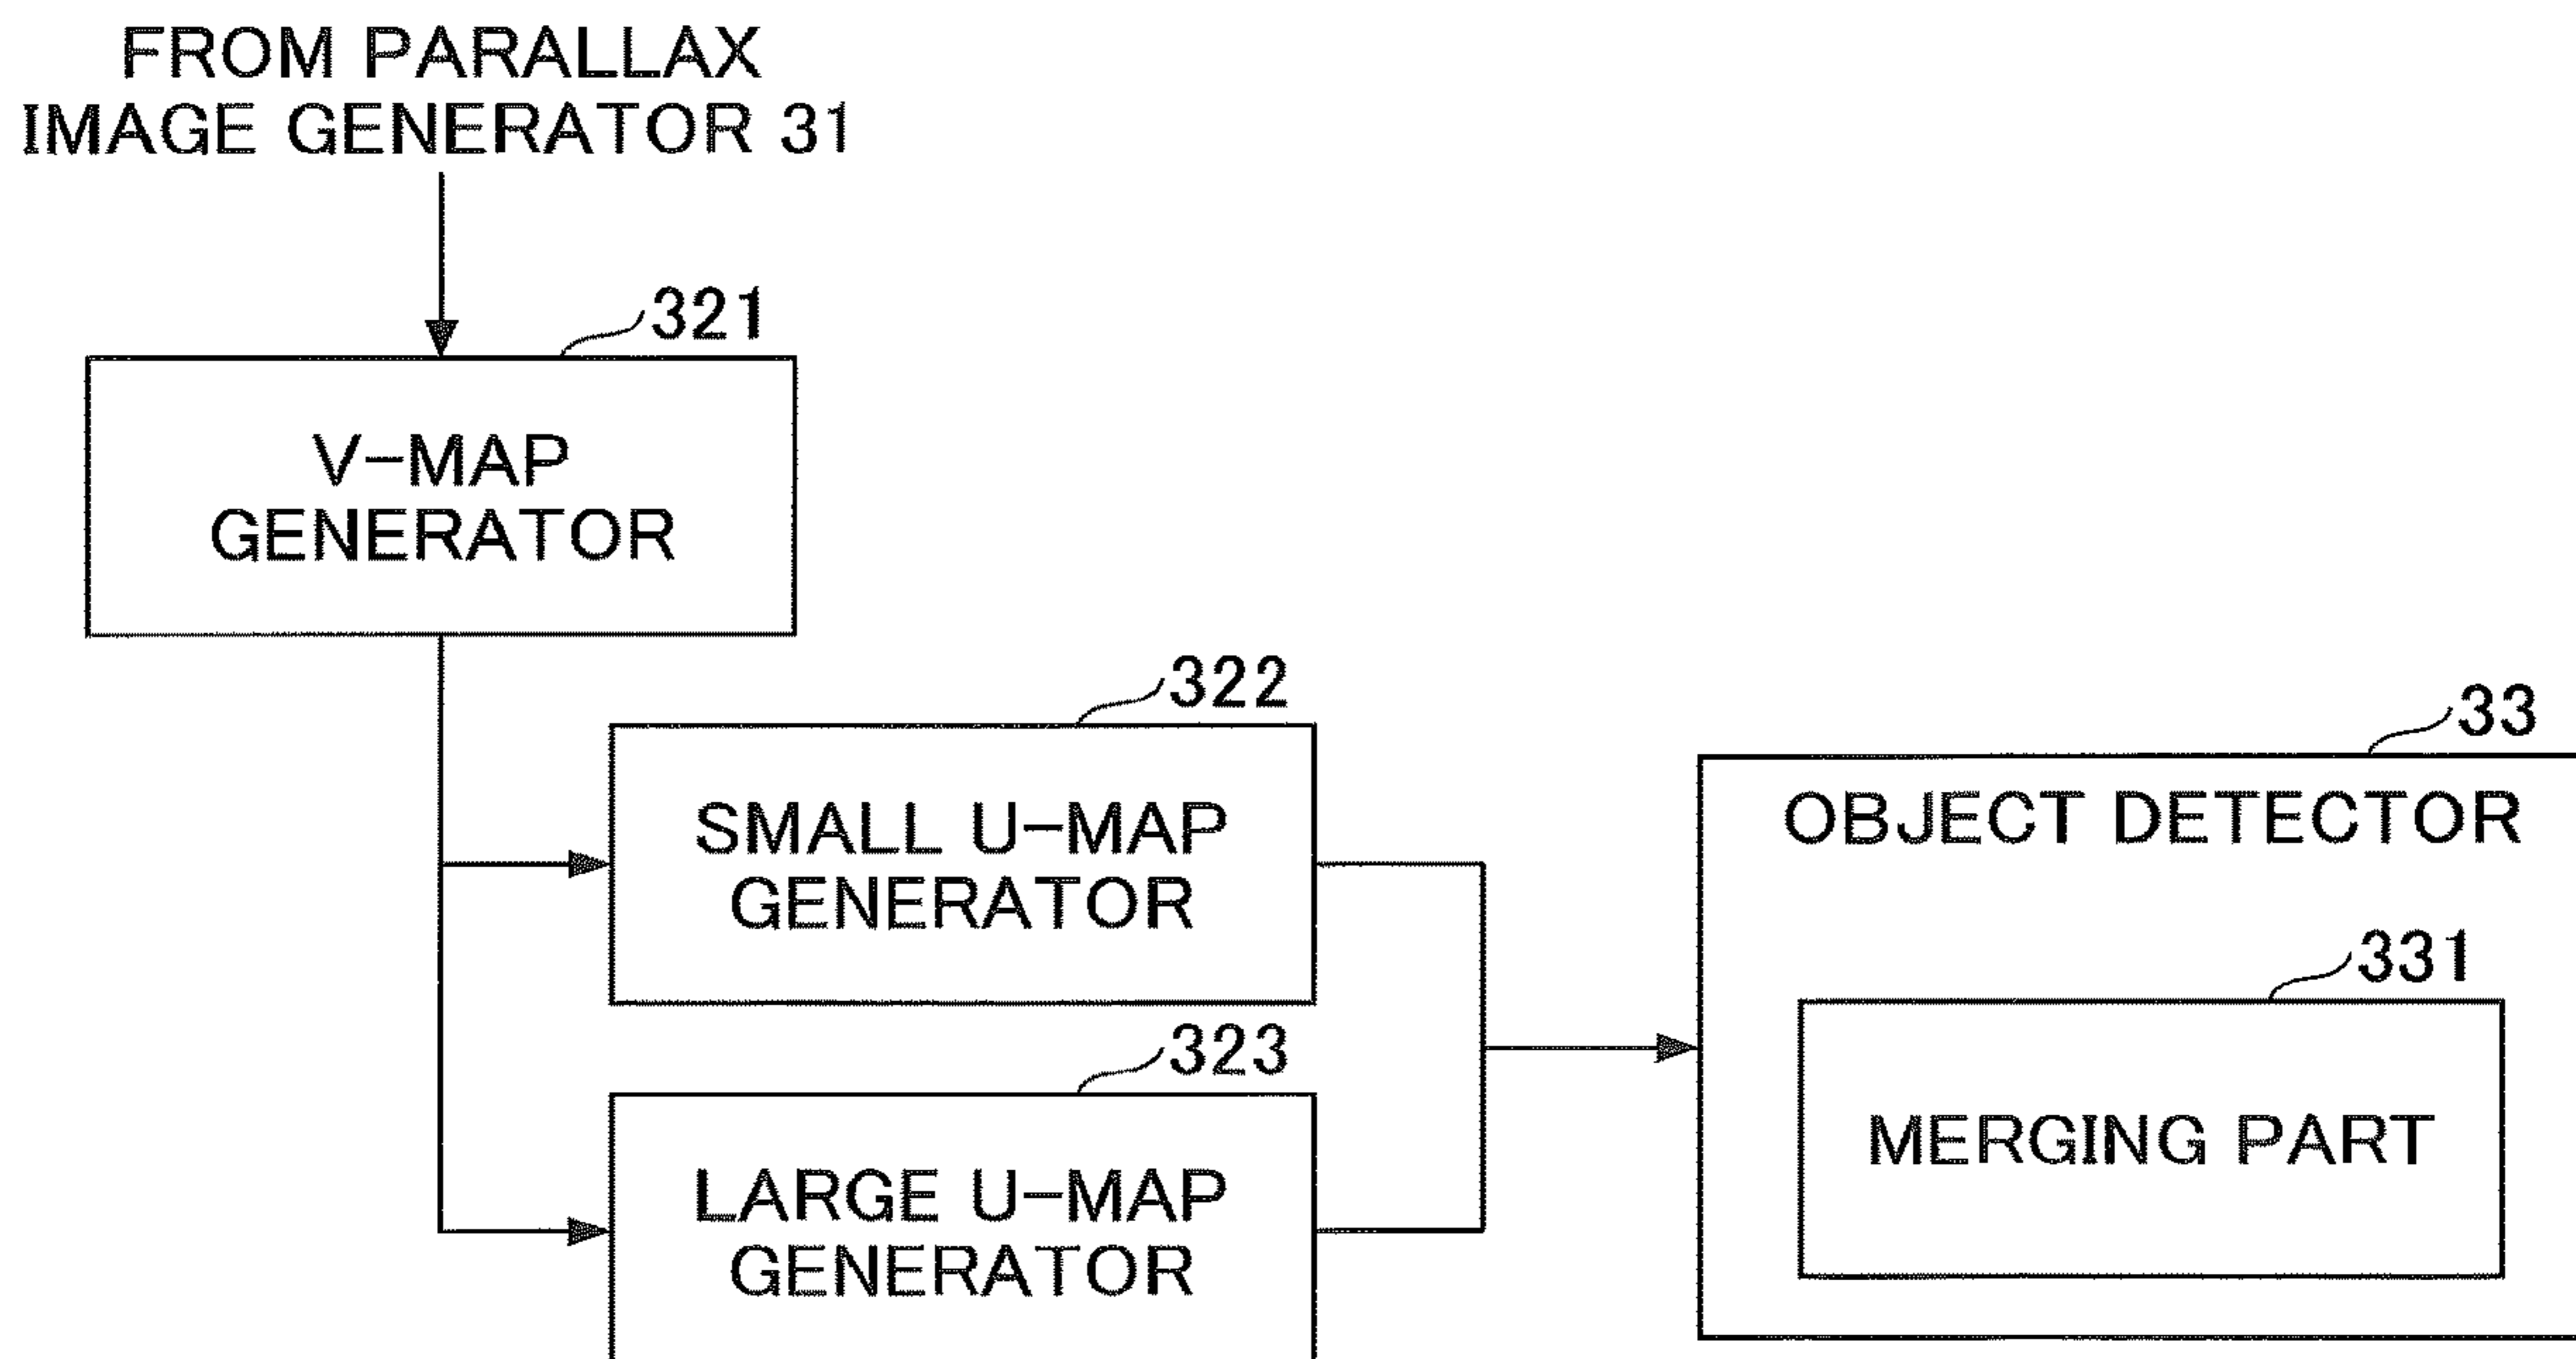 FROM PARALLAX
IMAGE GENERATOR 31
321
V-MAP
GENERATOR
322
SMALL U-MAP
GENERATOR
323
LARGE U-MAP
GENERATOR
33
OBJECT DETECTOR
331
MERGING PART